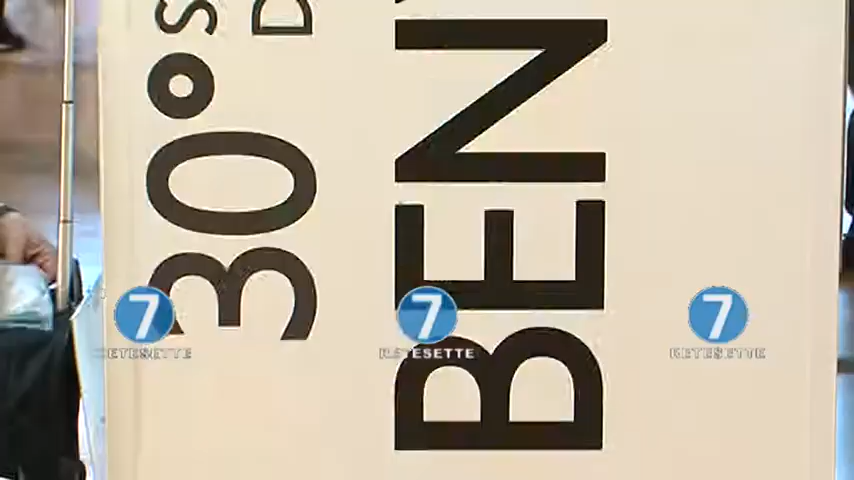 30° S
D
BEN
7 7 7
RETESETTE RETESETTE RETESETTE